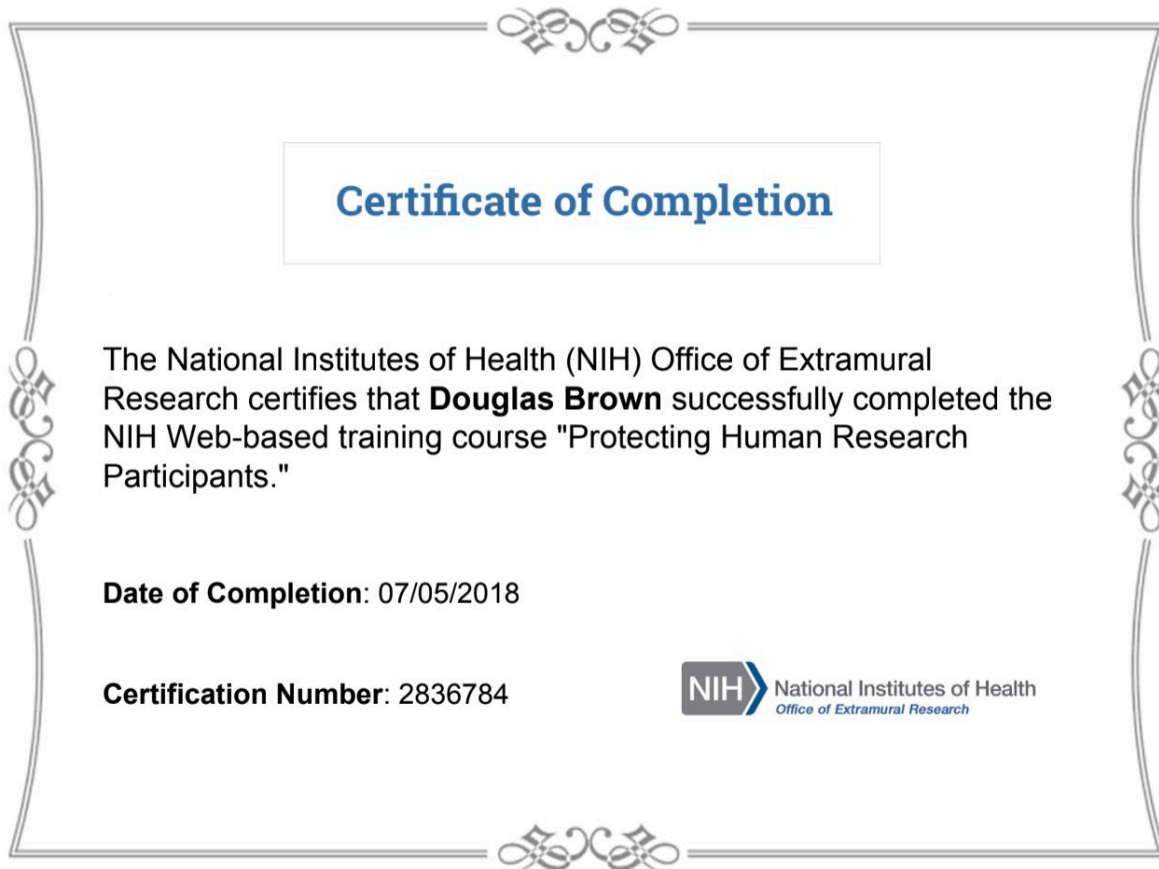 Certificate of Completion
The National Institutes of Health (NIH) Office of Extramural
Research certifies that Douglas Brown successfully completed the
NIH Web-based training course "Protecting Human Research
Participants."
Date of Completion: 07/05/2018
Certification Number: 2836784
NIH National Institutes of Health
Office of Extramural Research